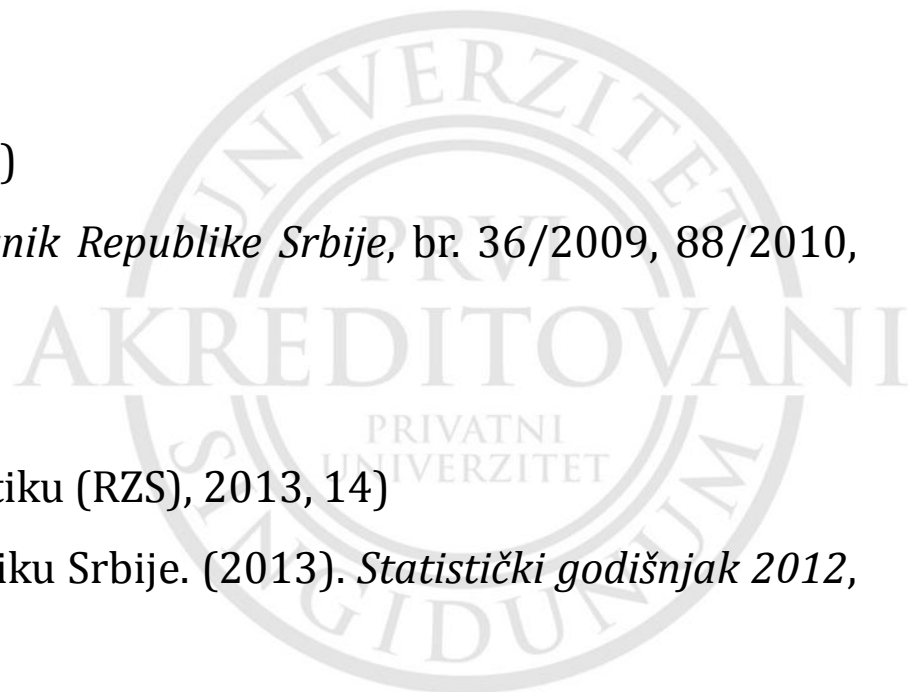 )
nik Republike Srbije, br. 36/2009, 88/2010,
tiku (RZS), 2013, 14)
iku Srbije. (2013). Statistički godišnjak 2012,
UNIVERZITET
PRVI
AKREDITOVANI
PRIVATNI
UNIVERZITET
SINGIDUNUM